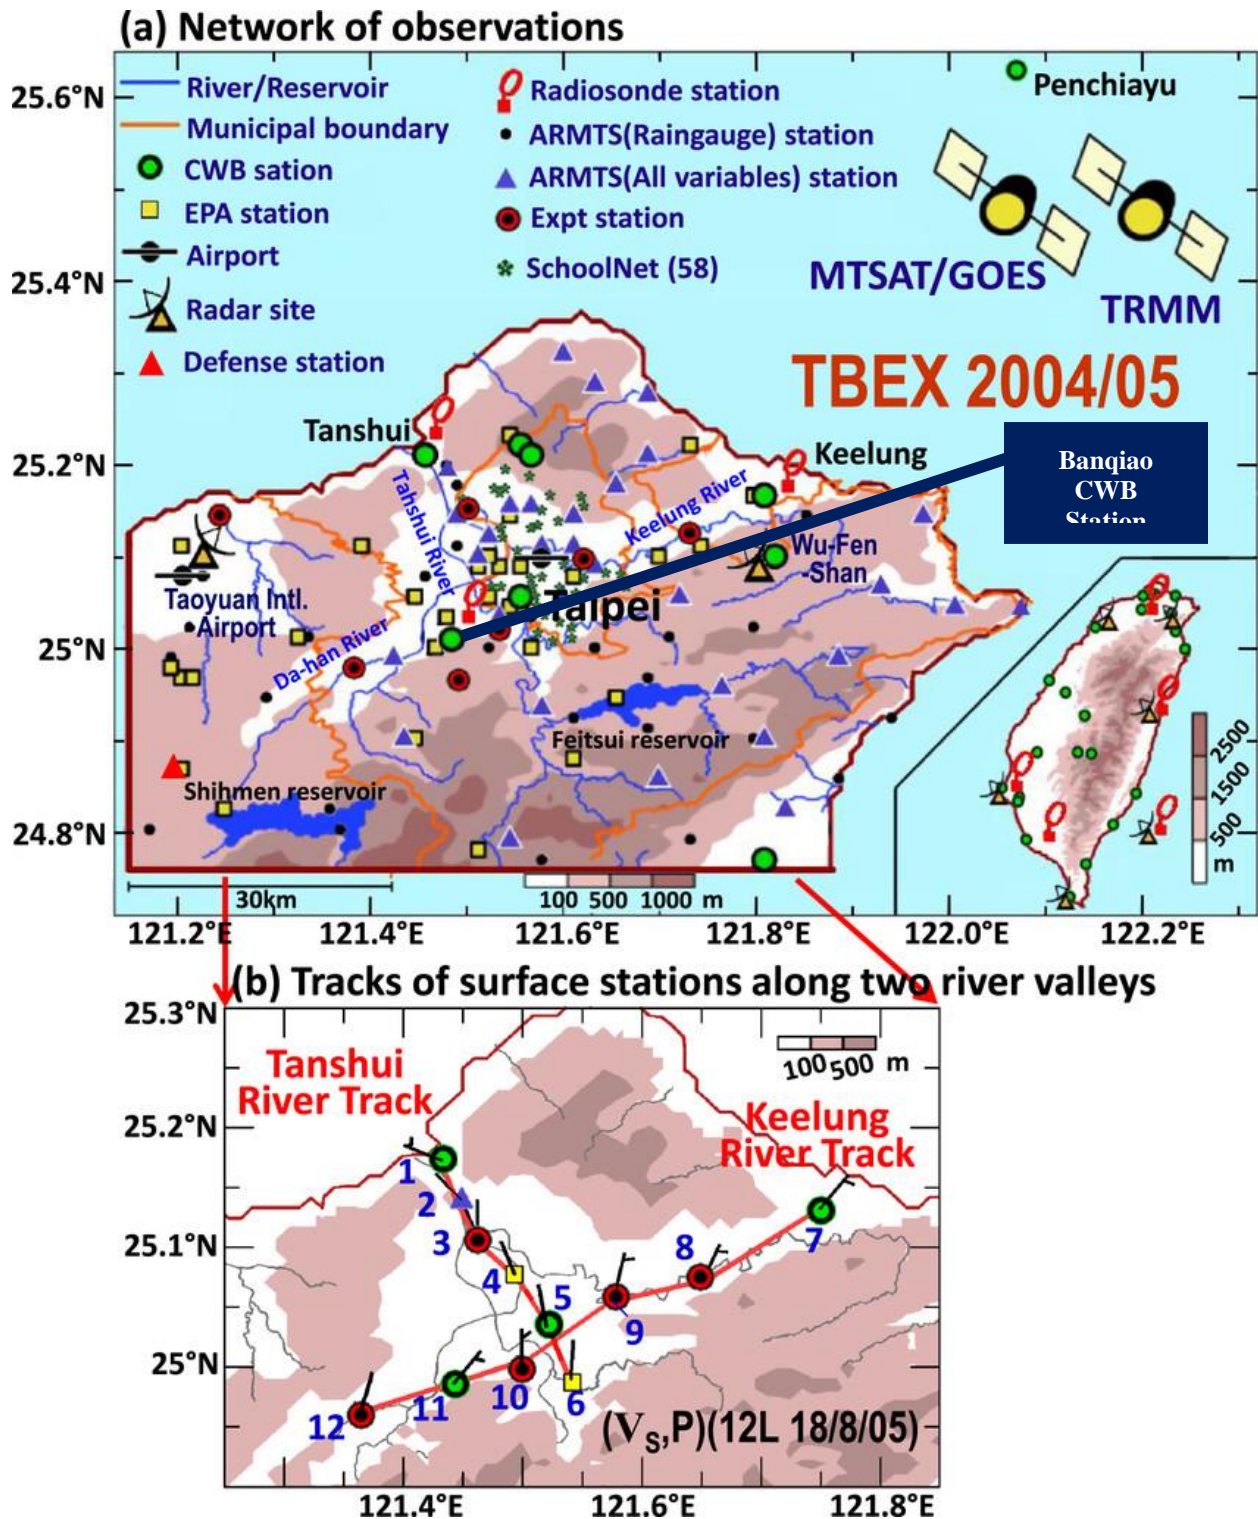 (a) Network of observations
25.6°N
25.4°N
25.2°N
25°N
24.8°N
River/Reservoir
Municipal boundary
CWB sation
EPA station
Airport
Radar site
Defense station
Radiosonde station
ARMTS(Raingauge) station
ARMTS(All variables) station
Expt station
SchoolNet (58)
Penchiayu
MTSAT/GOES
TRMM
TBEX 2004/05
Banqiao
CWB
Station
Tanshui
Keelung
Tahshui River
Keelung River
Wu-Fen
-Shan
Taoyuan Intl.
Airport
Taipei
Da-han River
Feitsui reservoir
Shihmen reservoir
30km
100 500 1000 m
2500
1500
500
m
121.2°E 121.4°E 121.6°E 121.8°E 122.0°E 122.2°E
(b) Tracks of surface stations along two river valleys
25.3°N
25.2°N
25.1°N
25°N
Tanshui
River Track
100 500 m
Keelung
River Track
1
2
3
4
5
6
7
8
9
10
11
12
(Vs,P)(12L 18/8/05)
121.4°E 121.6°E 121.8°E